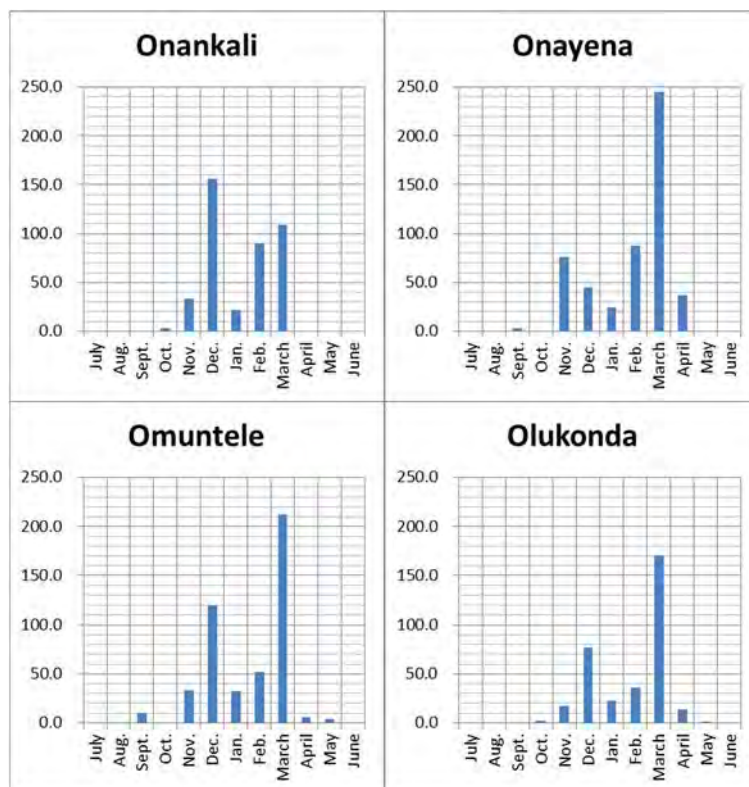 Onankali
250.0
200.0
150.0
100.0
50.0
0.0
July
Aug.
Sept.
Oct.
Nov.
Dec.
Jan.
Feb.
March
April
May
June
Onayena
250.0
200.0
150.0
100.0
50.0
0.0
July
Aug.
Sept.
Oct.
Nov.
Dec.
Jan.
Feb.
March
April
May
June
Omuntele
250.0
200.0
150.0
100.0
50.0
0.0
July
Aug.
Sept.
Oct.
Nov.
Dec.
Jan.
Feb.
March
April
May
June
Olukonda
250.0
200.0
150.0
100.0
50.0
0.0
July
Aug.
Sept.
Oct.
Nov.
Dec.
Jan.
Feb.
March
April
May
June